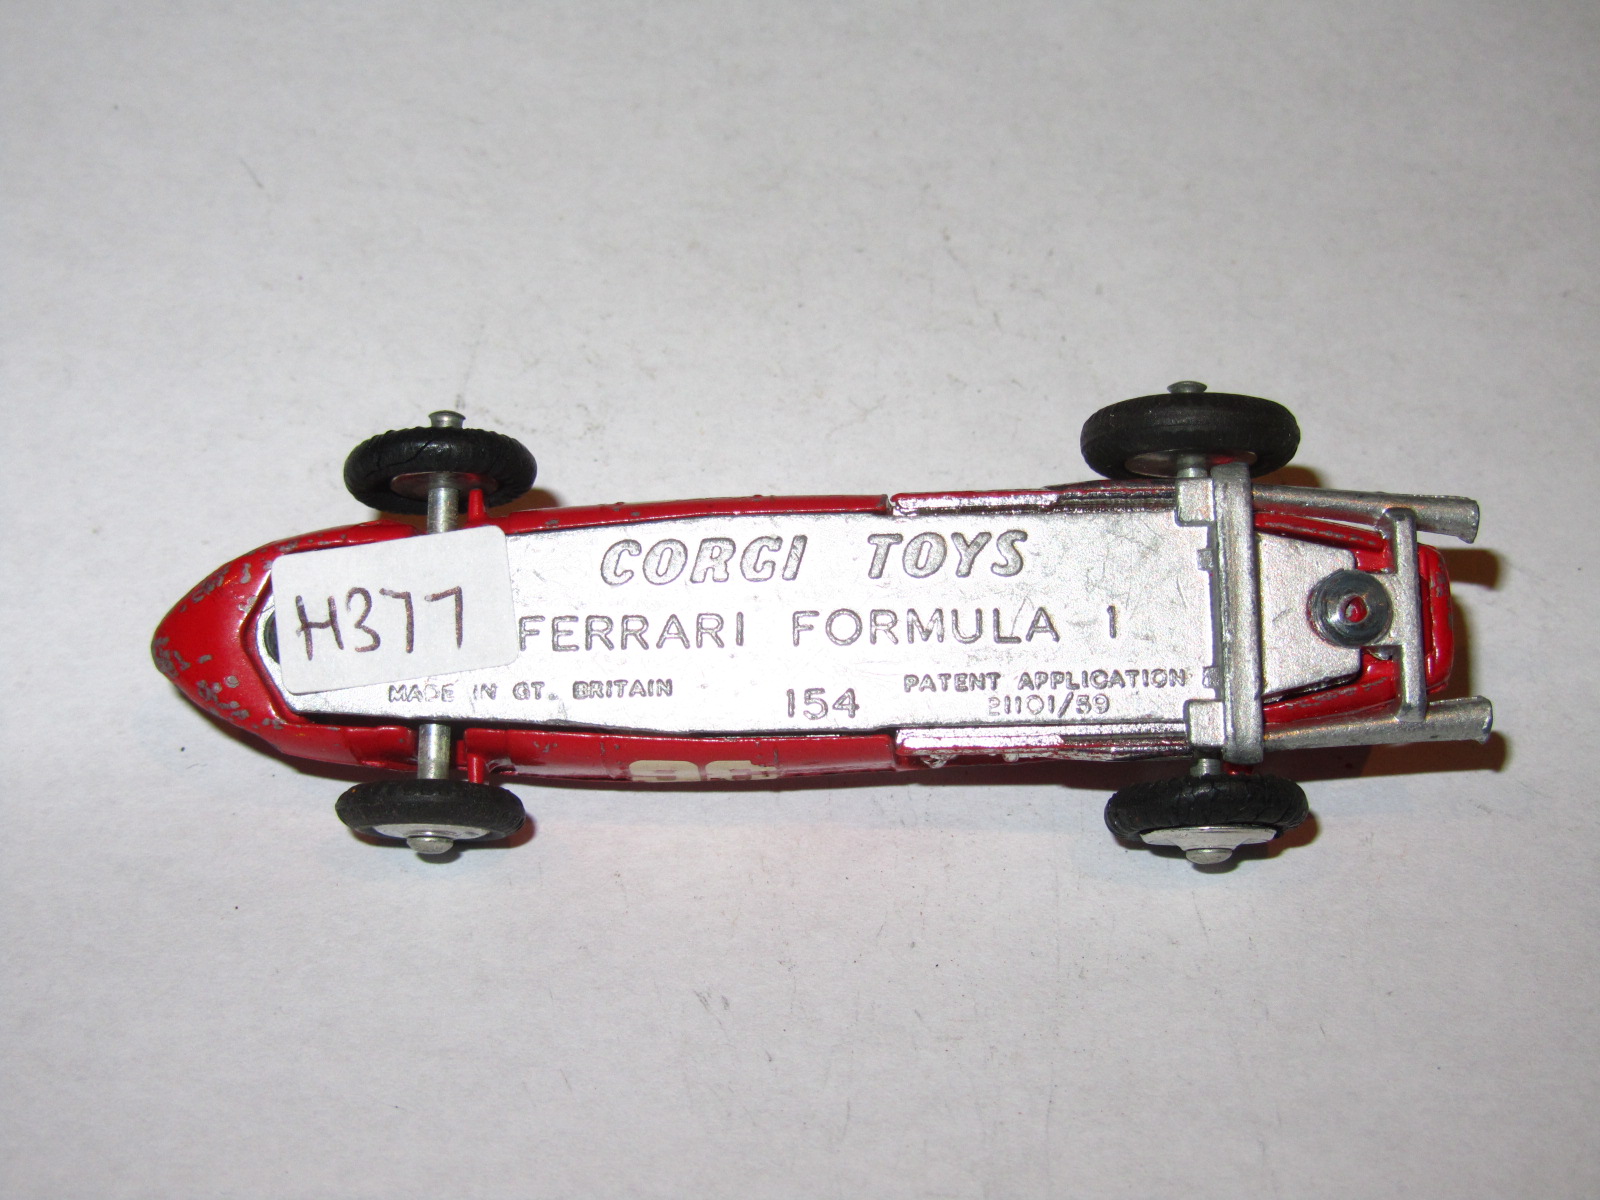 CORGI TOYS
H377
FERRARI FORMULA 1
MADE IN GT. BRITAIN
154
PATENT APPLICATION
21101/59